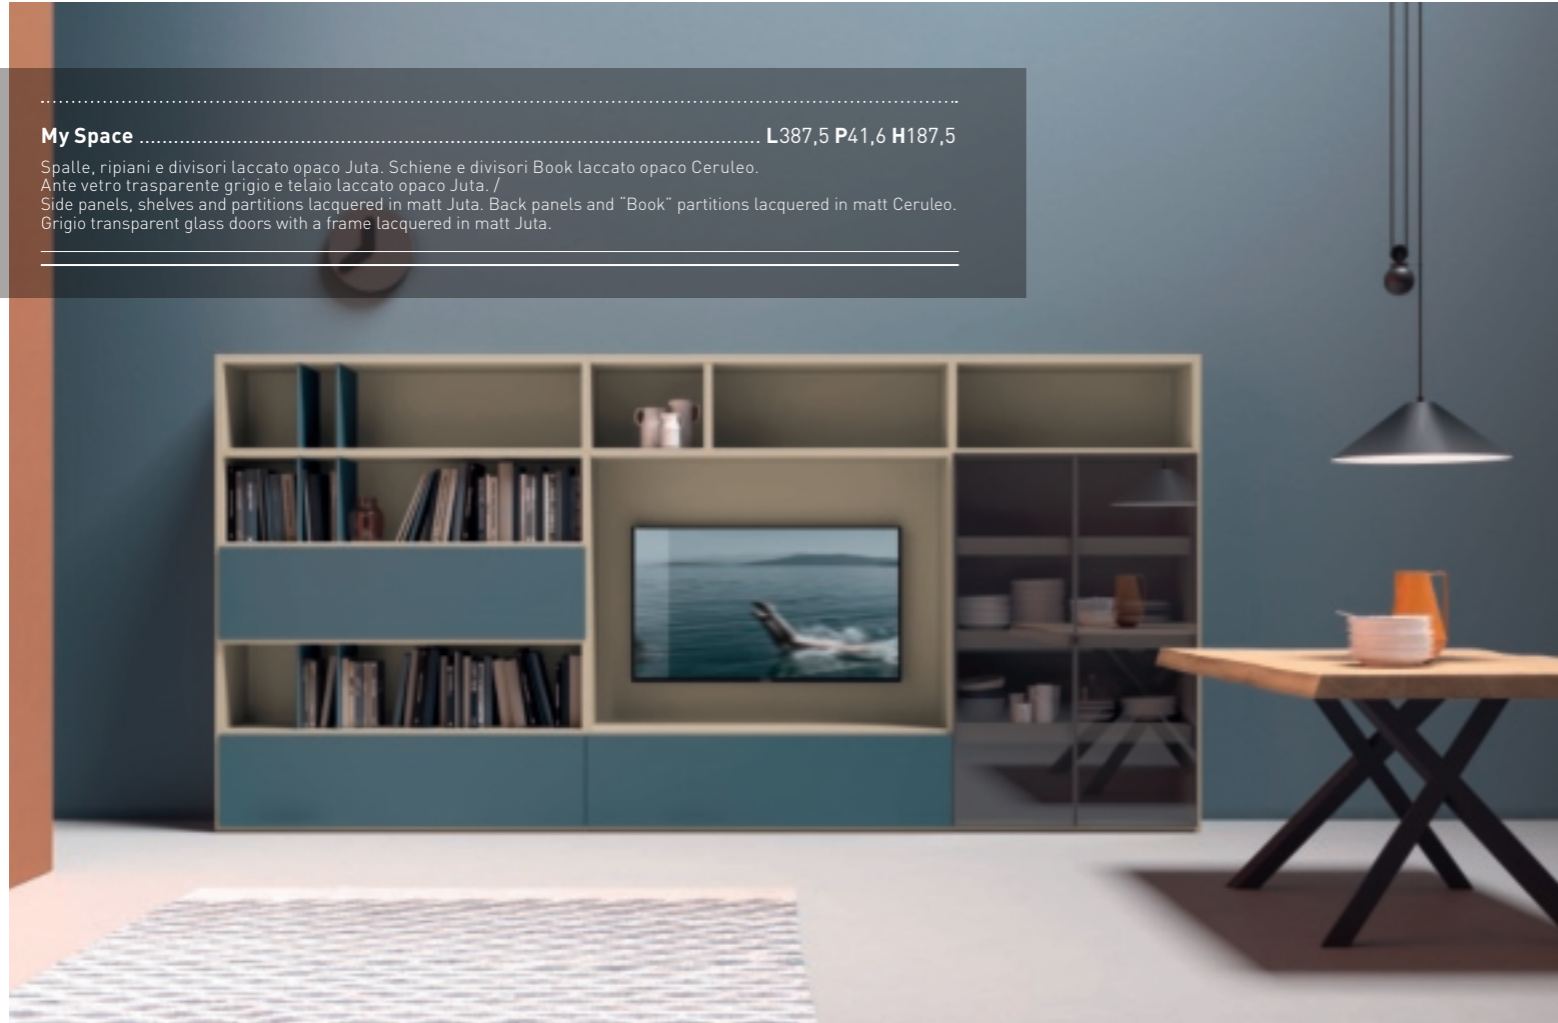 My Space ........................................................................................................ L387,5 P41,6 H187,5
Spalle, ripiani e divisori laccato opaco Juta. Schiene e divisori Book laccato opaco Ceruleo.
Ante vetro trasparente grigio e telaio laccato opaco Juta. /
Side panels, shelves and partitions lacquered in matt Juta. Back panels and “Book” partitions lacquered in matt Ceruleo.
Grigio transparent glass doors with a frame lacquered in matt Juta.